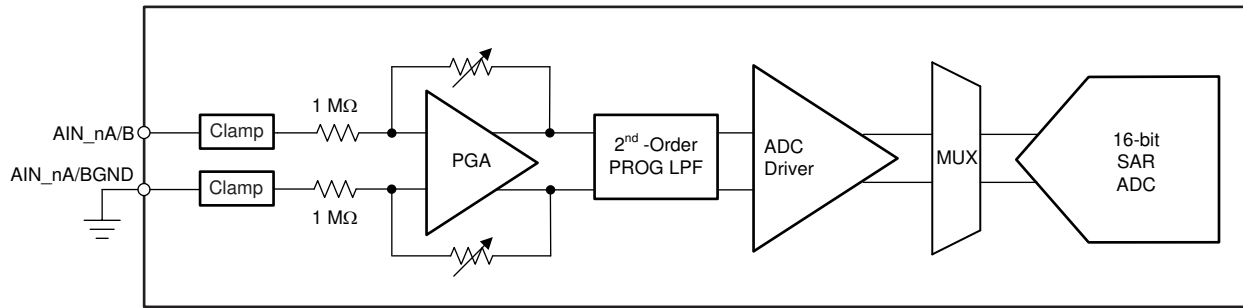 AIN_nA/B
Clamp
1 MΩ
PGA
2nd -Order
PROG LPF
ADC
Driver
MUX
16-bit
SAR
ADC
AIN_nA/BGND
Clamp
1 MΩ